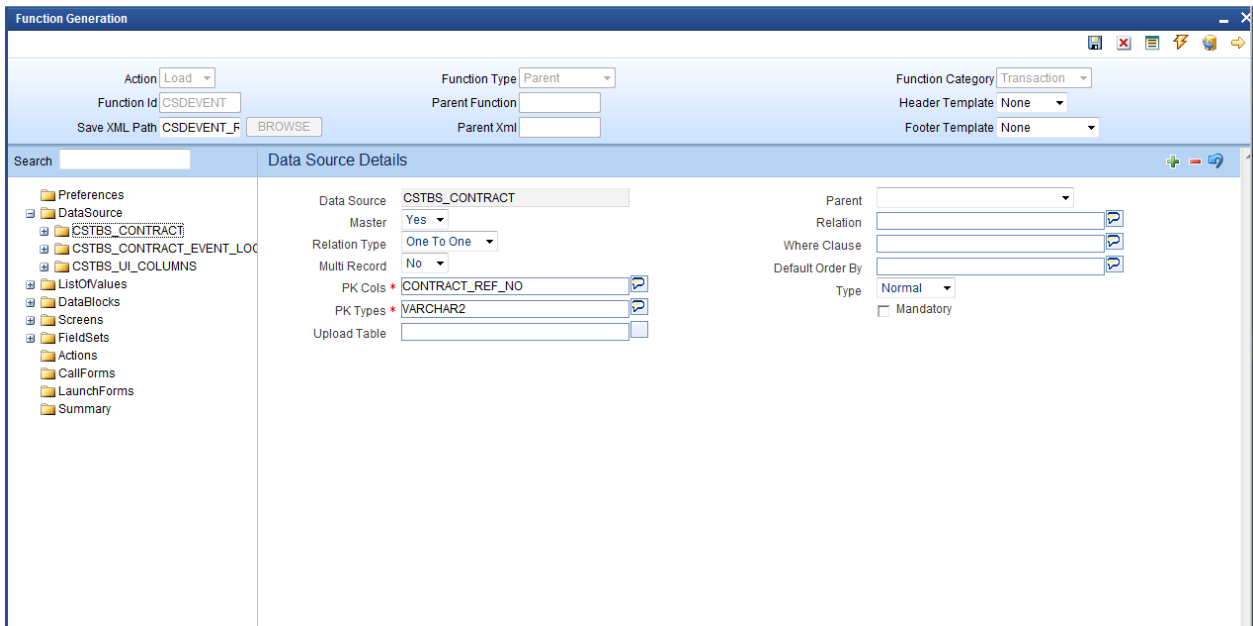 Function Generation
Action Load Function Type Parent Function Category Transaction
Function Id CSDEVENT Parent Function Header Template None
Save XML Path CSDEVENT_R BROWSE Parent Xml Footer Template None
Search Data Source Details
Preferences
DataSource
CSTBS_CONTRACT
CSTBS_CONTRACT_EVENT_LOG
CSTBS_UI_COLUMNS
ListOfValues
DataBlocks
Screens
FieldSets
Actions
CallForms
LaunchForms
Summary
Data Source CSTBS_CONTRACT Parent
Master Yes Relation
Relation Type One To One Where Clause
Multi Record No Default Order By
PK Cols * CONTRACT_REF_NO Type Normal
PK Types * VARCHAR2 Mandatory
Upload Table